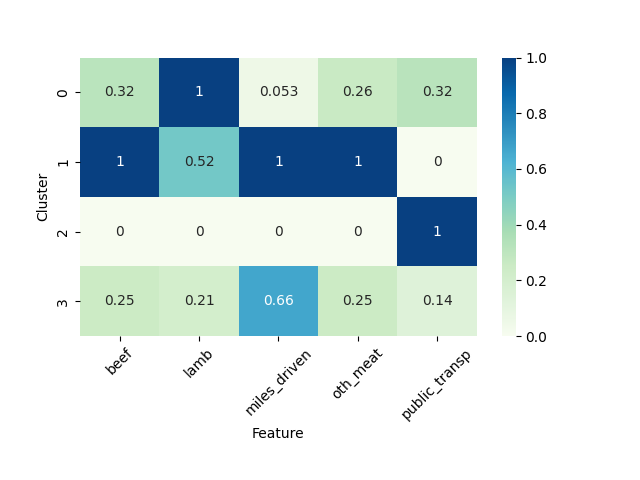 0 0.32 1 0.053 0.26 0.32
1 1 0.52 1 1 0
2 0 0 0 0 1
3 0.25 0.21 0.66 0.25 0.14
Cluster
beef lamb miles_driven oth_meat public_transp
Feature
1.0
0.8
0.6
0.4
0.2
0.0